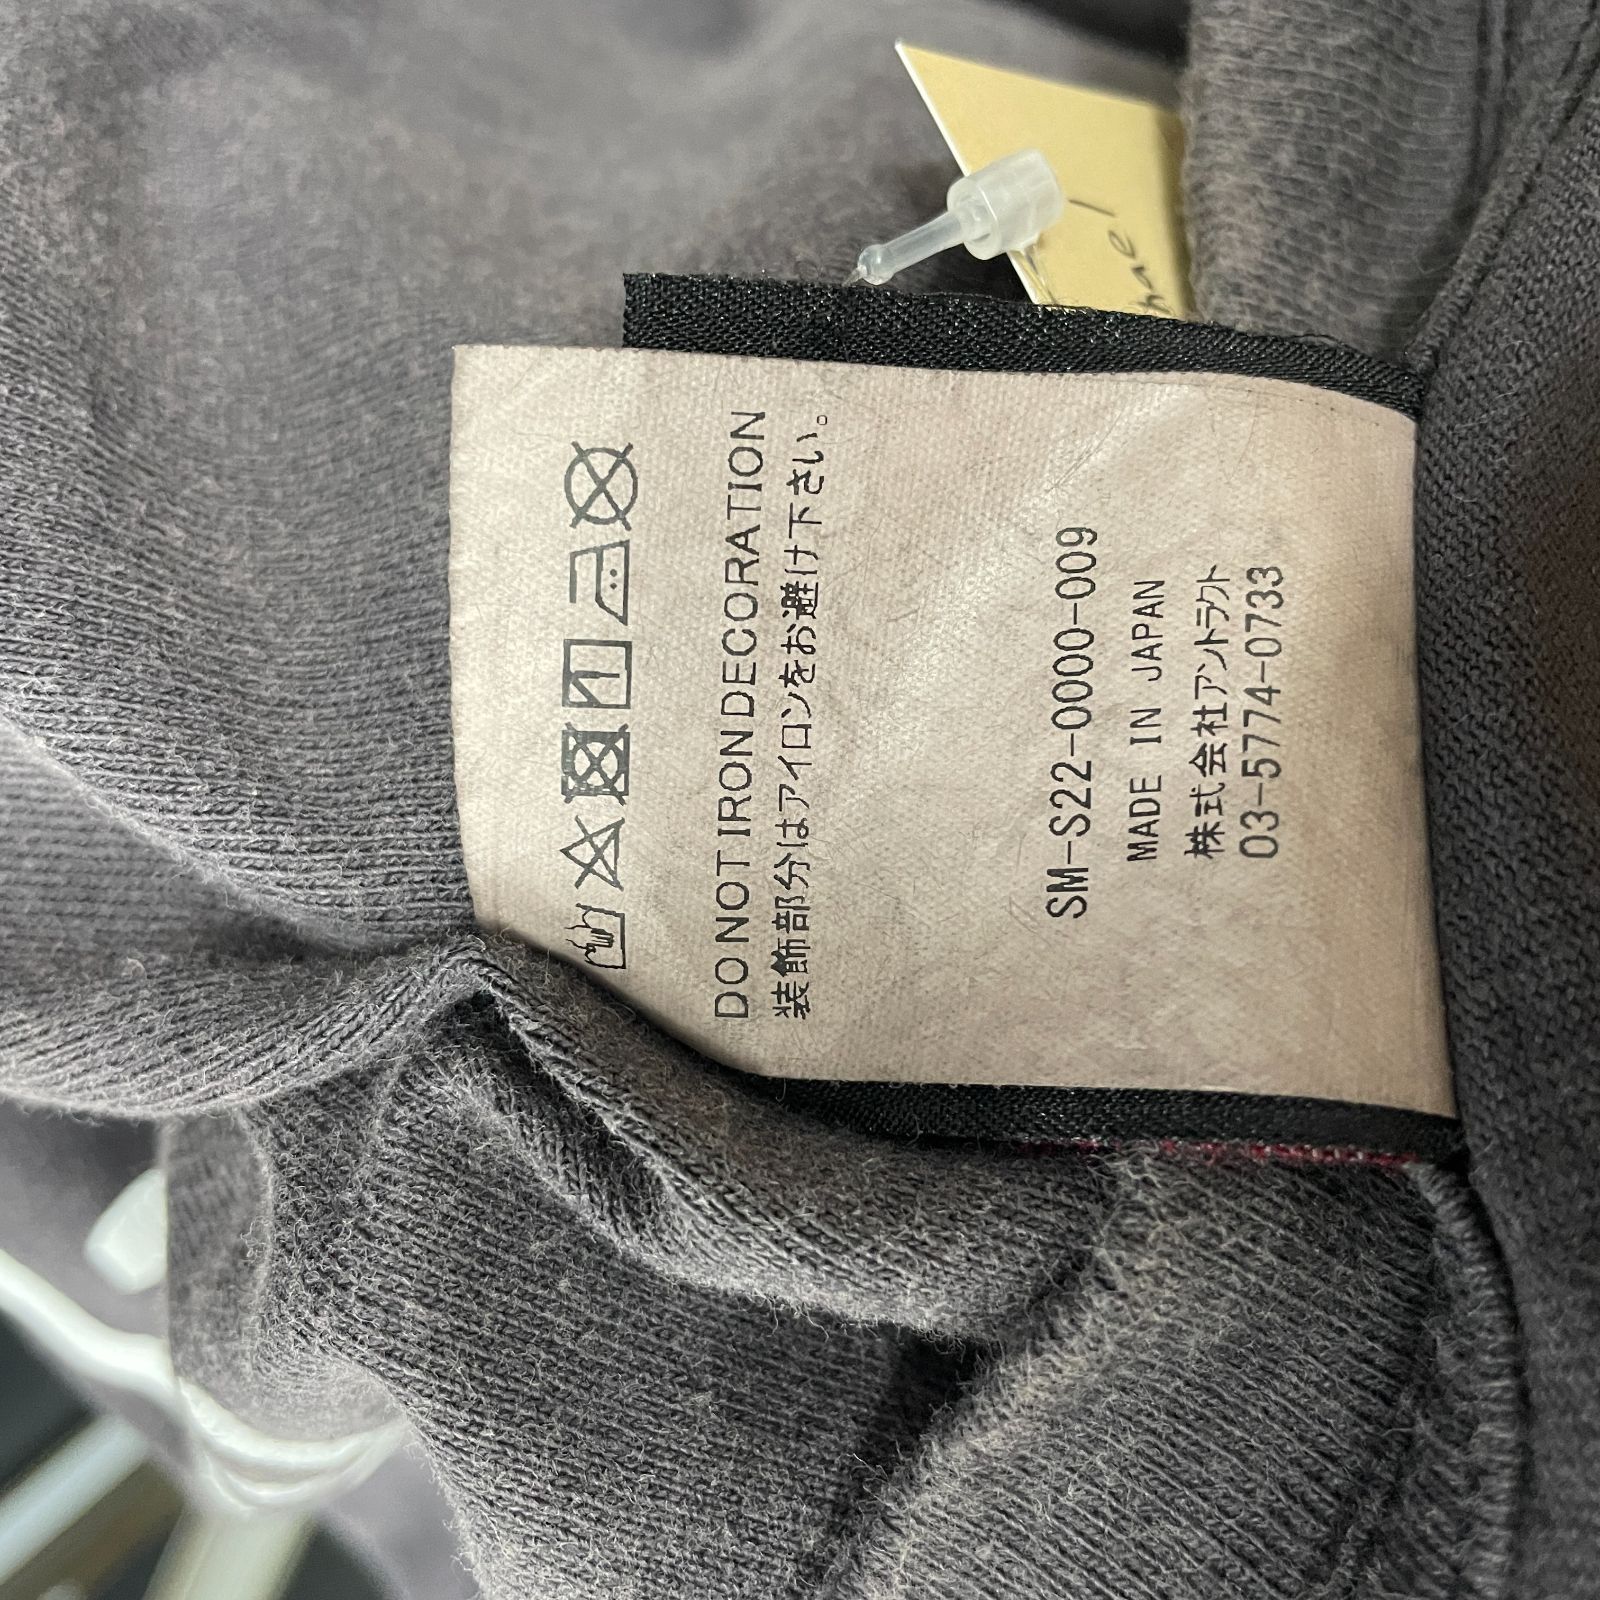 DO NOT IRON DECORATION
装飾部分はアイロンをお避け下さい。
SM-S22-0000-009
MADE IN JAPAN
株式会社アントラクト
03-5774-0733